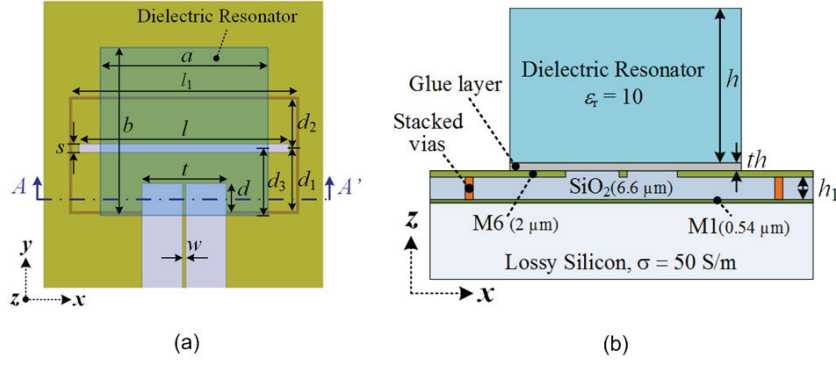 Dielectric Resonator
a
l₁
b
l
d₂
s
t
d₃
d₁
d
A
A'
w
y
z
x
(a)
Dielectric Resonator
εᵣ = 10
h
Glue layer
Stacked
vias
th
SiO₂(6.6 μm)
h₁
M6 (2 μm)
M1(0.54 μm)
z
Lossy Silicon, σ = 50 S/m
x
(b)